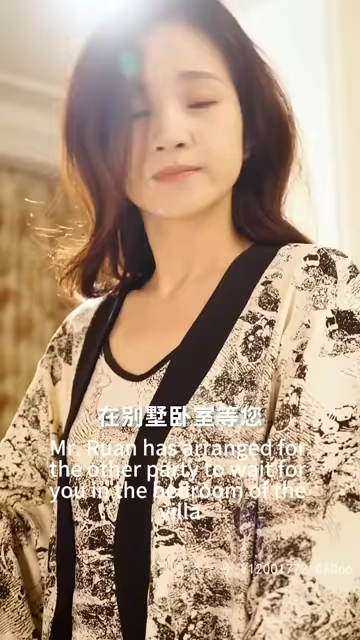 在别墅卧室等您
Mr. Ruan has arranged for
the other party to wait for
you in the bedroom of the
villa